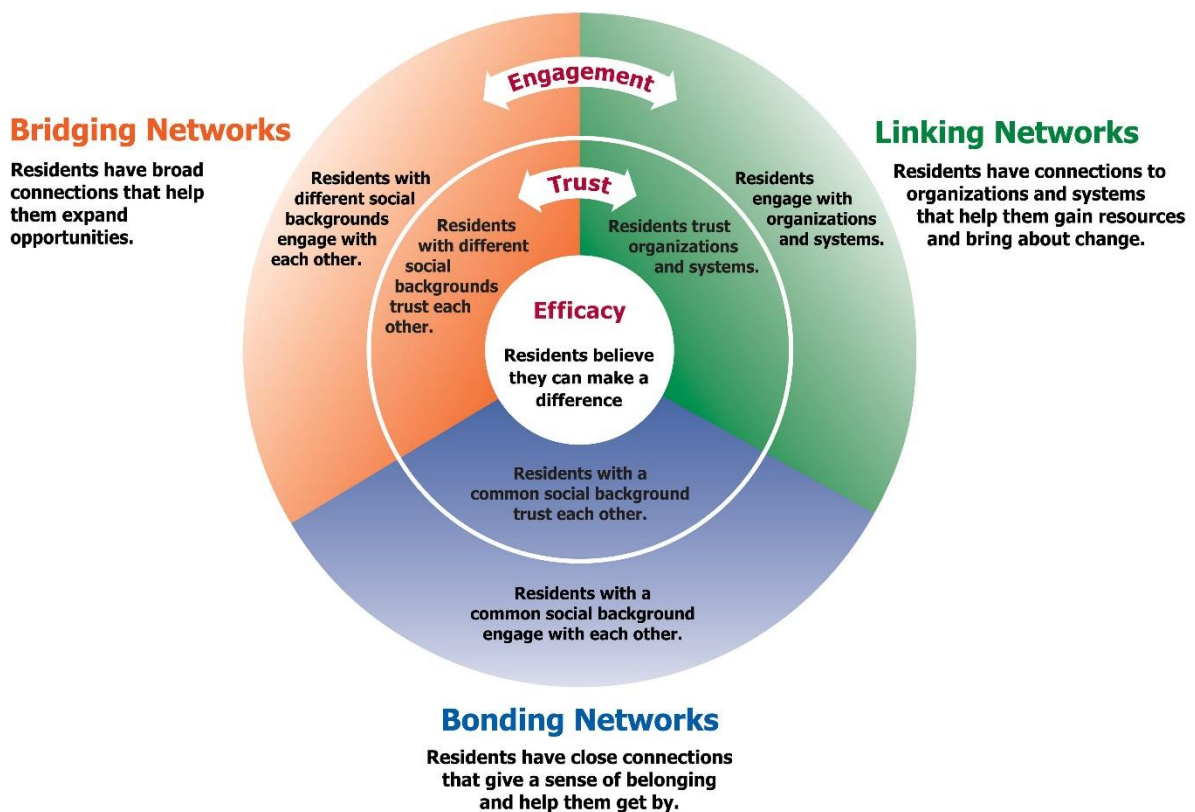 Engagement
Trust
Bridging Networks
Residents have broad
connections that help
them expand
opportunities.
Residents with
different social
backgrounds
engage with
each other.
Residents
with different
social
backgrounds
trust each
other.
Linking Networks
Residents have connections to
organizations and systems
that help them gain resources
and bring about change.
Residents
engage with
organizations
and systems.
Residents trust
organizations
and systems.
Efficacy
Residents believe
they can make a
difference
Residents with a
common social background
trust each other.
Residents with a
common social background
engage with each other.
Bonding Networks
Residents have close connections
that give a sense of belonging
and help them get by.